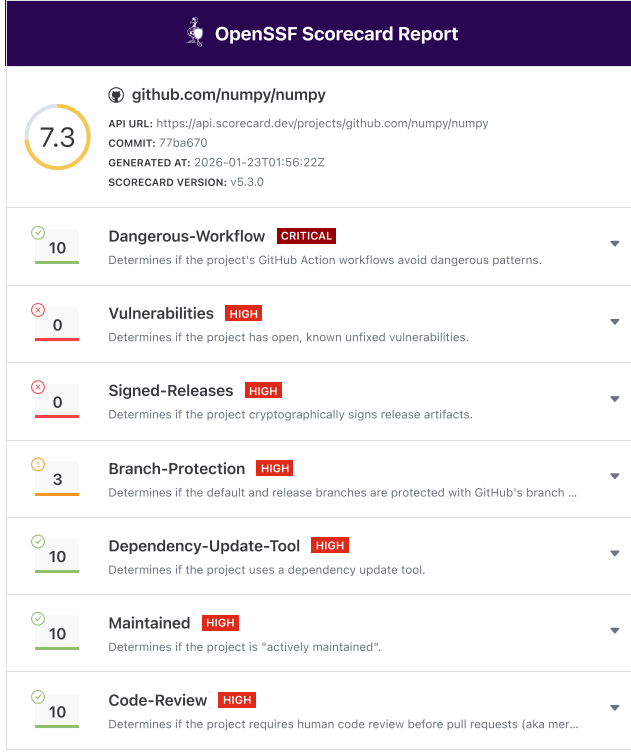 OpenSSF Scorecard Report
github.com/numpy/numpy
7.3
API URL: https://api.scorecard.dev/projects/github.com/numpy/numpy
COMMIT: 77ba670
GENERATED AT: 2026-01-23T01:56:22Z
SCORECARD VERSION: v5.3.0
10
Dangerous-Workflow CRITICAL
Determines if the project's GitHub Action workflows avoid dangerous patterns.
0
Vulnerabilities HIGH
Determines if the project has open, known unfixed vulnerabilities.
0
Signed-Releases HIGH
Determines if the project cryptographically signs release artifacts.
3
Branch-Protection HIGH
Determines if the default and release branches are protected with GitHub's branch ...
10
Dependency-Update-Tool HIGH
Determines if the project uses a dependency update tool.
10
Maintained HIGH
Determines if the project is "actively maintained".
10
Code-Review HIGH
Determines if the project requires human code review before pull requests (aka mer...